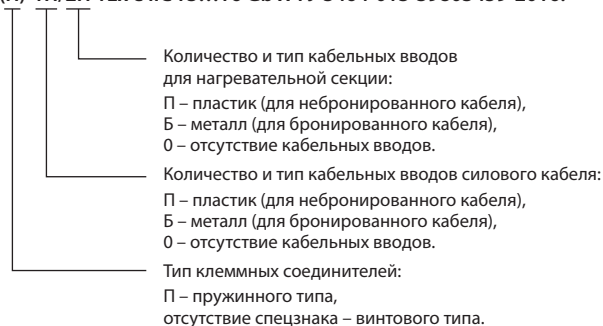 Количество и тип кабельных вводов
для нагревательной секции:
П – пластик (для небронированного кабеля),
Б – металл (для бронированного кабеля),
0 – отсутствие кабельных вводов.
Количество и тип кабельных вводов силового кабеля:
П – пластик (для небронированного кабеля),
Б – металл (для бронированного кабеля),
0 – отсутствие кабельных вводов.
Тип клеммных соединителей:
П – пружинного типа,
отсутствие спецзнака – винтового типа.